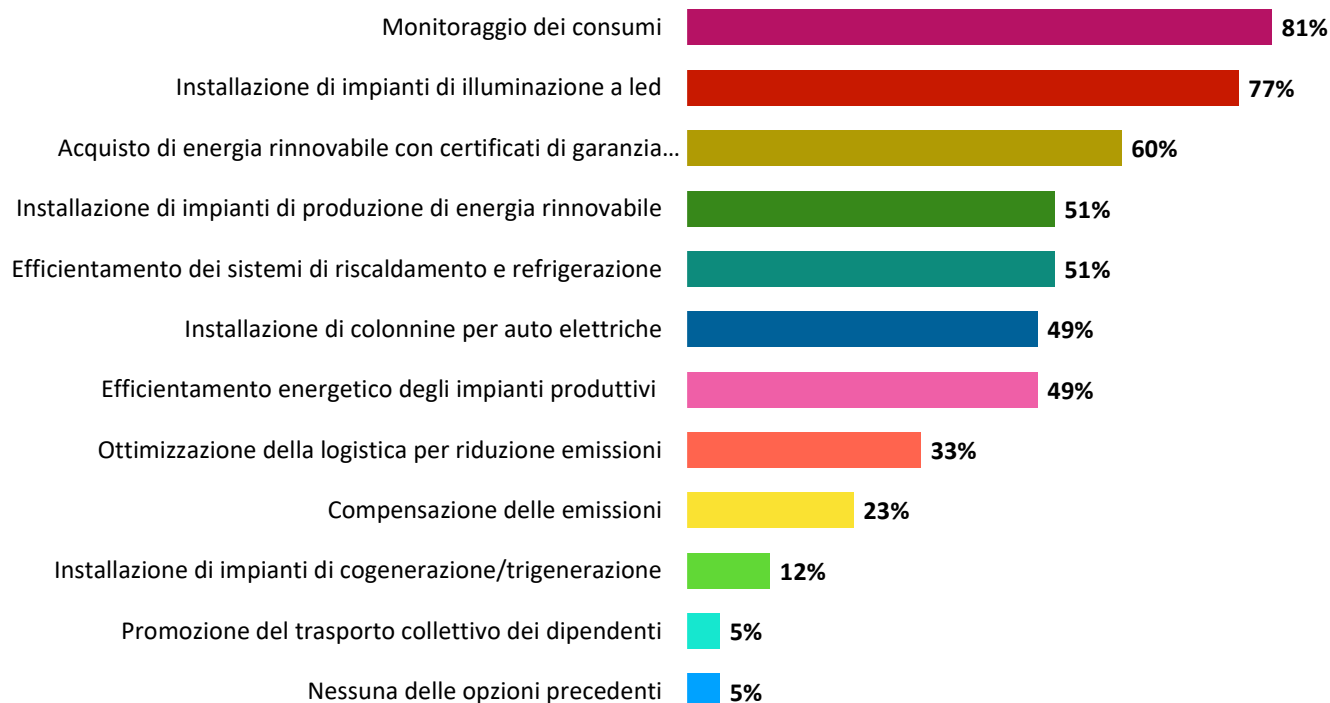 Monitoraggio dei consumi 81%
Installazione di impianti di illuminazione a led 77%
Acquisto di energia rinnovabile con certificati di garanzia... 60%
Installazione di impianti di produzione di energia rinnovabile 51%
Efficientamento dei sistemi di riscaldamento e refrigerazione 51%
Installazione di colonnine per auto elettriche 49%
Efficientamento energetico degli impianti produttivi 49%
Ottimizzazione della logistica per riduzione emissioni 33%
Compensazione delle emissioni 23%
Installazione di impianti di cogenerazione/trigenerazione 12%
Promozione del trasporto collettivo dei dipendenti 5%
Nessuna delle opzioni precedenti 5%